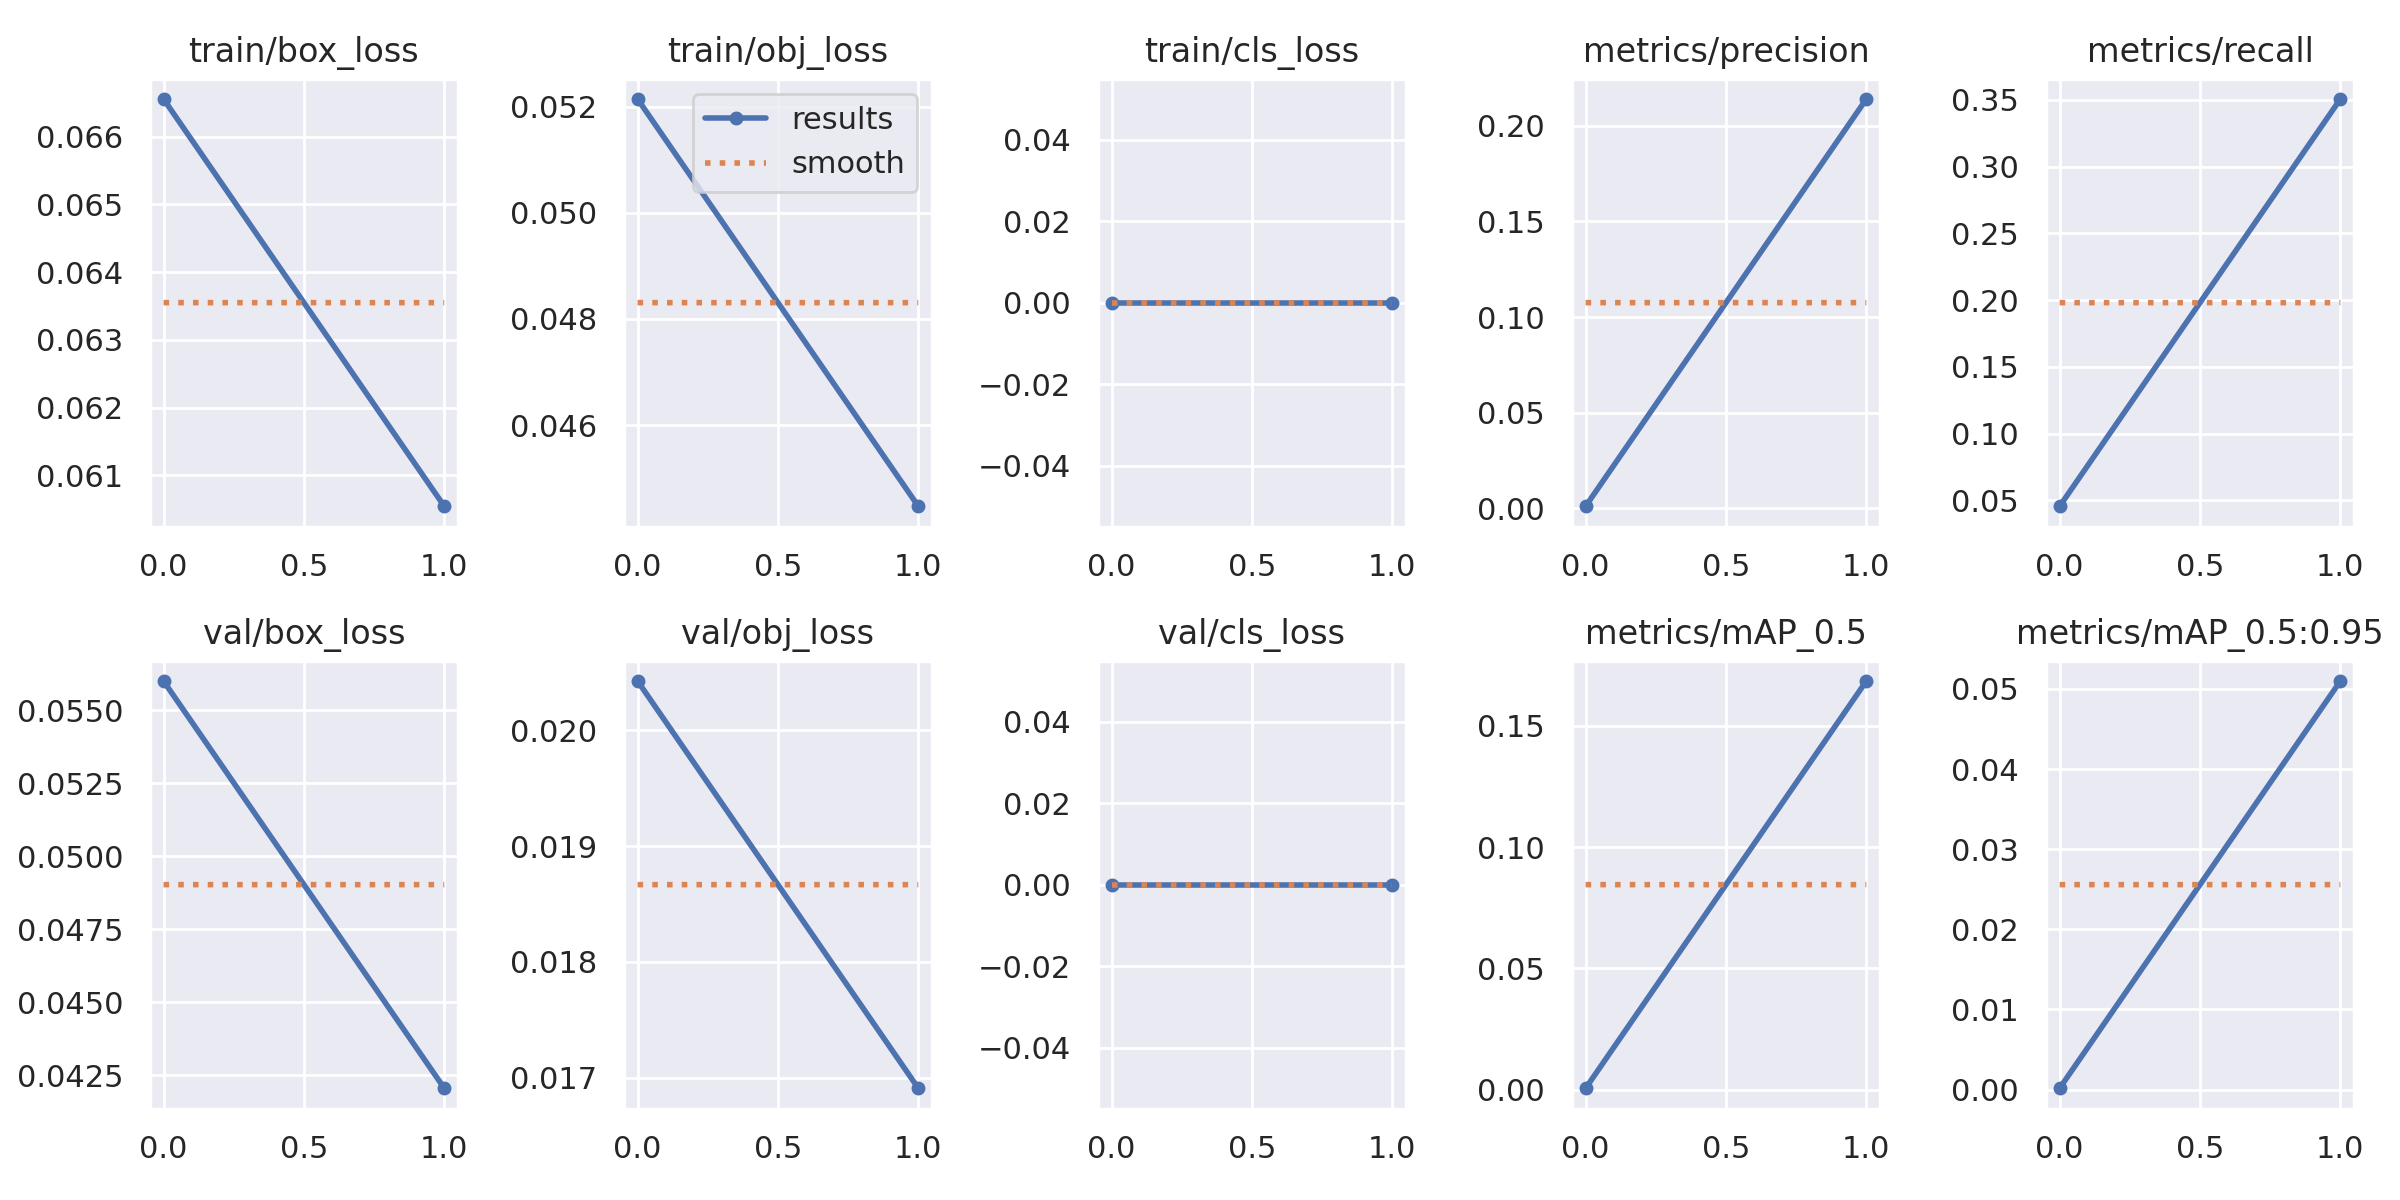 train/box_loss
0.066
0.065
0.064
0.063
0.062
0.061
0.0 0.5 1.0
train/obj_loss
results
smooth
0.052
0.050
0.048
0.046
0.0 0.5 1.0
train/cls_loss
0.04
0.02
0.00
−0.02
−0.04
0.0 0.5 1.0
metrics/precision
0.20
0.15
0.10
0.05
0.00
0.0 0.5 1.0
metrics/recall
0.35
0.30
0.25
0.20
0.15
0.10
0.05
0.0 0.5 1.0
val/box_loss
0.0550
0.0525
0.0500
0.0475
0.0450
0.0425
0.0 0.5 1.0
val/obj_loss
0.020
0.019
0.018
0.017
0.0 0.5 1.0
val/cls_loss
0.04
0.02
0.00
−0.02
−0.04
0.0 0.5 1.0
metrics/mAP_0.5
0.15
0.10
0.05
0.00
0.0 0.5 1.0
metrics/mAP_0.5:0.95
0.05
0.04
0.03
0.02
0.01
0.00
0.0 0.5 1.0